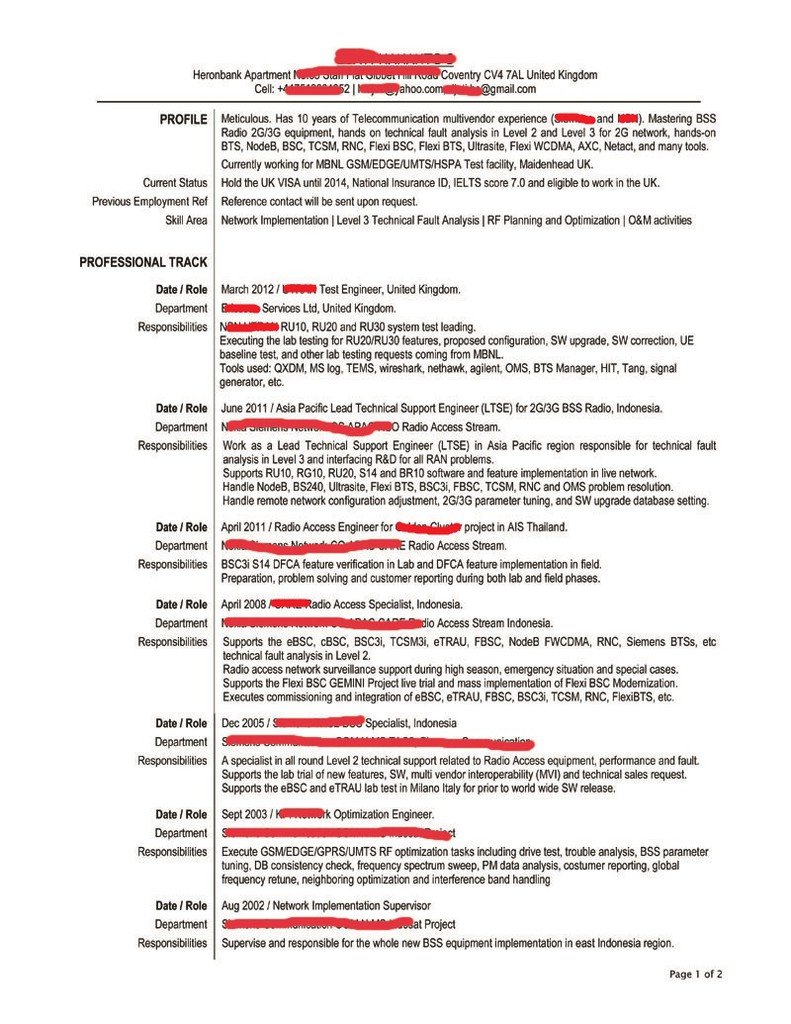 Heronbank Apartment Coventry CV4 7AL United Kingdom
Cell: | @yahoo.com @gmail.com
PROFILE Meticulous. Has 10 years of Telecommunication multivendor experience ( and ). Mastering BSS
Radio 2G/3G equipment, hands on technical fault analysis in Level 2 and Level 3 for 2G network, hands-on
BTS, NodeB, BSC, TCSM, RNC, Flexi BSC, Flexi BTS, Ultrasite, Flexi WCDMA, AXC, Netact, and many tools.
Currently working for MBNL GSM/EDGE/UMTS/HSPA Test facility, Maidenhead UK.
Current Status Hold the UK VISA until 2014, National Insurance ID, IELTS score 7.0 and eligible to work in the UK.
Previous Employment Ref Reference contact will be sent upon request.
Skill Area Network Implementation | Level 3 Technical Fault Analysis | RF Planning and Optimization | O&M activities
PROFESSIONAL TRACK
Date / Role March 2012 / Test Engineer, United Kingdom.
Department Services Ltd, United Kingdom.
Responsibilities RU10, RU20 and RU30 system test leading.
Executing the lab testing for RU20/RU30 features, proposed configuration, SW upgrade, SW correction, UE
baseline test, and other lab testing requests coming from MBNL.
Tools used: QXDM, MS log, TEMS, wireshark, nethawk, agilent, OMS, BTS Manager, HIT, Tang, signal
generator, etc.
Date / Role June 2011 / Asia Pacific Lead Technical Support Engineer (LTSE) for 2G/3G BSS Radio, Indonesia.
Department Radio Access Stream.
Responsibilities Work as a Lead Technical Support Engineer (LTSE) in Asia Pacific region responsible for technical fault
analysis in Level 3 and interfacing R&D for all RAN problems.
Supports RU10, RG10, RU20, S14 and BR10 software and feature implementation in live network.
Handle NodeB, BS240, Ultrasite, Flexi BTS, BSC3i, FBSC, TCSM, RNC and OMS problem resolution.
Handle remote network configuration adjustment, 2G/3G parameter tuning, and SW upgrade database setting.
Date / Role April 2011 / Radio Access Engineer for project in AIS Thailand.
Department Radio Access Stream.
Responsibilities BSC3i S14 DFCA feature verification in Lab and DFCA feature implementation in field.
Preparation, problem solving and customer reporting during both lab and field phases.
Date / Role April 2008 / Radio Access Specialist, Indonesia.
Department Radio Access Stream Indonesia.
Responsibilities Supports the eBSC, cBSC, BSC3i, TCSM3i, eTRAU, FBSC, NodeB FWCDMA, RNC, Siemens BTSs, etc
technical fault analysis in Level 2.
Radio access network surveillance support during high season, emergency situation and special cases.
Supports the Flexi BSC GEMINI Project live trial and mass implementation of Flexi BSC Modernization.
Executes commissioning and integration of eBSC, eTRAU, FBSC, BSC3i, TCSM, RNC, FlexiBTS, etc.
Date / Role Dec 2005 / Specialist, Indonesia
Department
Responsibilities A specialist in all round Level 2 technical support related to Radio Access equipment, performance and fault.
Supports the lab trial of new features, SW, multi vendor interoperability (MVI) and technical sales request.
Supports the eBSC and eTRAU lab test in Milano Italy for prior to world wide SW release.
Date / Role Sept 2003 / Optimization Engineer.
Department
Responsibilities Execute GSM/EDGE/GPRS/UMTS RF optimization tasks including drive test, trouble analysis, BSS parameter
tuning, DB consistency check, frequency spectrum sweep, PM data analysis, costumer reporting, global
frequency retune, neighboring optimization and interference band handling
Date / Role Aug 2002 / Network Implementation Supervisor
Department Project
Responsibilities Supervise and responsible for the whole new BSS equipment implementation in east Indonesia region.
Page 1 of 2